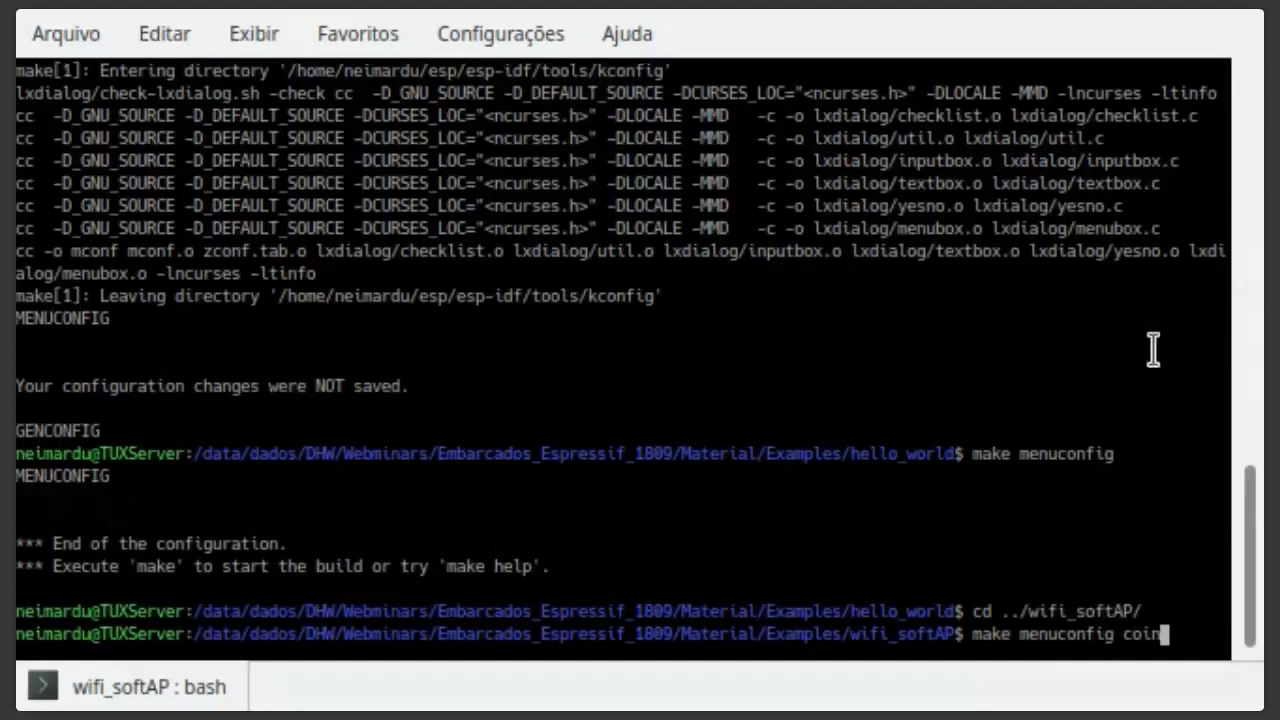 Arquivo Editar Exibir Favoritos Configurações Ajuda
make[1]: Entering directory '/home/neimardu/esp/esp-idf/tools/kconfig'
lxdialog/check-lxdialog.sh -check cc  -D_GNU_SOURCE -D_DEFAULT_SOURCE -DCURSES_LOC="<ncurses.h>" -DLOCALE -MMD -lncurses -ltinfo
cc  -D_GNU_SOURCE -D_DEFAULT_SOURCE -DCURSES_LOC="<ncurses.h>" -DLOCALE -MMD   -c -o lxdialog/checklist.o lxdialog/checklist.c
cc  -D_GNU_SOURCE -D_DEFAULT_SOURCE -DCURSES_LOC="<ncurses.h>" -DLOCALE -MMD   -c -o lxdialog/util.o lxdialog/util.c
cc  -D_GNU_SOURCE -D_DEFAULT_SOURCE -DCURSES_LOC="<ncurses.h>" -DLOCALE -MMD   -c -o lxdialog/inputbox.o lxdialog/inputbox.c
cc  -D_GNU_SOURCE -D_DEFAULT_SOURCE -DCURSES_LOC="<ncurses.h>" -DLOCALE -MMD   -c -o lxdialog/textbox.o lxdialog/textbox.c
cc  -D_GNU_SOURCE -D_DEFAULT_SOURCE -DCURSES_LOC="<ncurses.h>" -DLOCALE -MMD   -c -o lxdialog/yesno.o lxdialog/yesno.c
cc  -D_GNU_SOURCE -D_DEFAULT_SOURCE -DCURSES_LOC="<ncurses.h>" -DLOCALE -MMD   -c -o lxdialog/menubox.o lxdialog/menubox.c
cc -o mconf mconf.o zconf.tab.o lxdialog/checklist.o lxdialog/util.o lxdialog/inputbox.o lxdialog/textbox.o lxdialog/yesno.o lxdi
alog/menubox.o -lncurses -ltinfo
make[1]: Leaving directory '/home/neimardu/esp/esp-idf/tools/kconfig'
MENUCONFIG
Your configuration changes were NOT saved.
GENCONFIG
neimardu@TUXServer:/data/dados/DHW/Webminars/Embarcados_Espressif_1809/Material/Examples/hello_world$ make menuconfig
MENUCONFIG
*** End of the configuration.
*** Execute 'make' to start the build or try 'make help'.
neimardu@TUXServer:/data/dados/DHW/Webminars/Embarcados_Espressif_1809/Material/Examples/hello_world$ cd ../wifi_softAP/
neimardu@TUXServer:/data/dados/DHW/Webminars/Embarcados_Espressif_1809/Material/Examples/wifi_softAP$ make menuconfig coin
wifi_softAP : bash